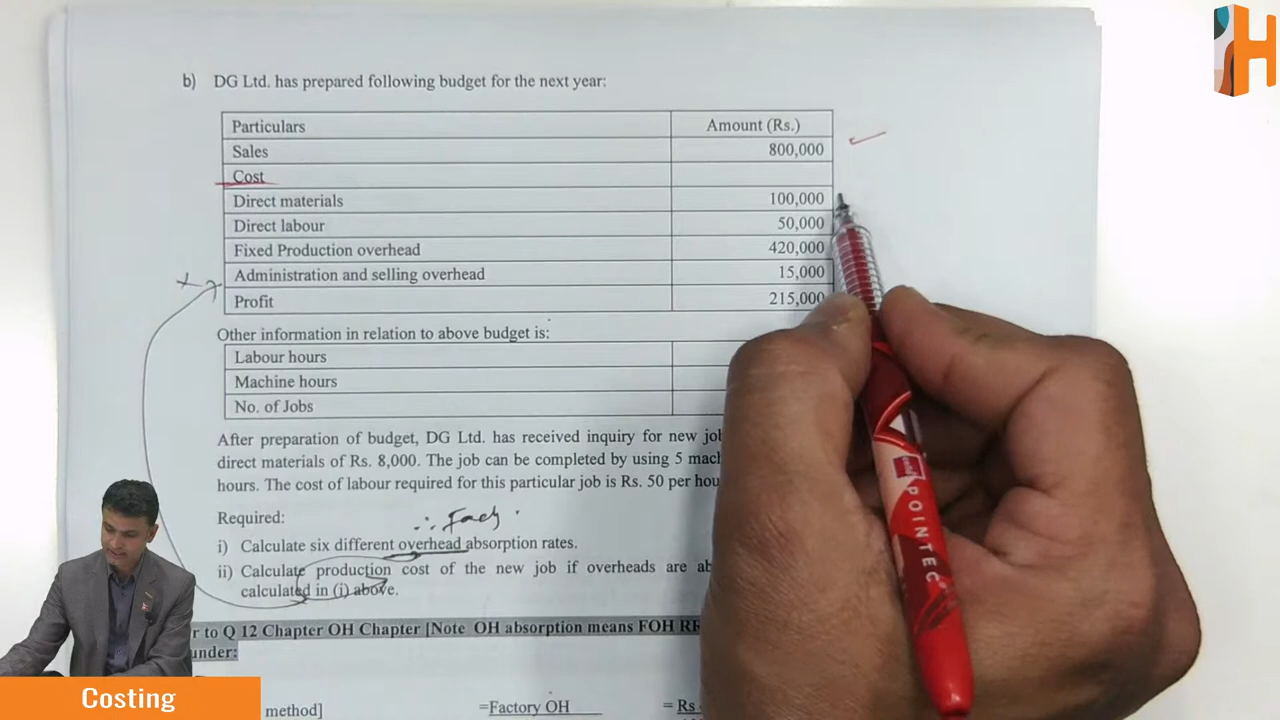 b) DG Ltd. has prepared following budget for the next year:
Particulars Amount (Rs.)
Sales 800,000
Cost
Direct materials 100,000
Direct labour 50,000
Fixed Production overhead 420,000
Administration and selling overhead 15,000
Profit 215,000
Other information in relation to above budget is:
Labour hours
Machine hours
No. of Jobs
After preparation of budget, DG Ltd. has received inquiry for new
direct materials of Rs. 8,000. The job can be completed by using 5
hours. The cost of labour required for this particular job is Rs. 50 per
Required:
i) Calculate six different overhead absorption rates.
ii) Calculate production cost of the new job if overheads are
calculated in (i) above.
to Q 12 Chapter OH Chapter [Note OH absorption means FOH
under:
method] =Factory OH = Rs
H
POINTEC
Costing